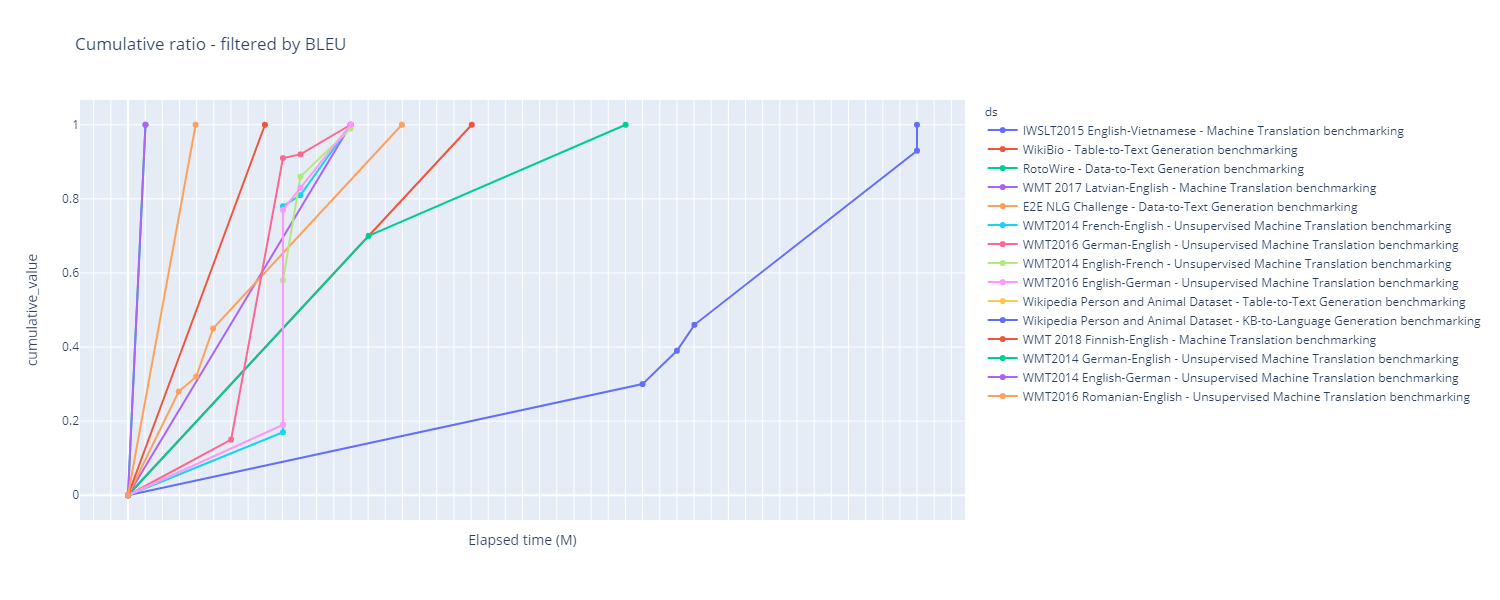 Cumulative ratio - filtered by BLEU
cumulative_value
1
0.8
0.6
0.4
0.2
0
Elapsed time (M)
ds
IWSLT2015 English-Vietnamese - Machine Translation benchmarking
WikiBio - Table-to-Text Generation benchmarking
RotoWire - Data-to-Text Generation benchmarking
WMT 2017 Latvian-English - Machine Translation benchmarking
E2E NLG Challenge - Data-to-Text Generation benchmarking
WMT2014 French-English - Unsupervised Machine Translation benchmarking
WMT2016 German-English - Unsupervised Machine Translation benchmarking
WMT2014 English-French - Unsupervised Machine Translation benchmarking
WMT2016 English-German - Unsupervised Machine Translation benchmarking
Wikipedia Person and Animal Dataset - Table-to-Text Generation benchmarking
Wikipedia Person and Animal Dataset - KB-to-Language Generation benchmarking
WMT 2018 Finnish-English - Machine Translation benchmarking
WMT2014 German-English - Unsupervised Machine Translation benchmarking
WMT2014 English-German - Unsupervised Machine Translation benchmarking
WMT2016 Romanian-English - Unsupervised Machine Translation benchmarking